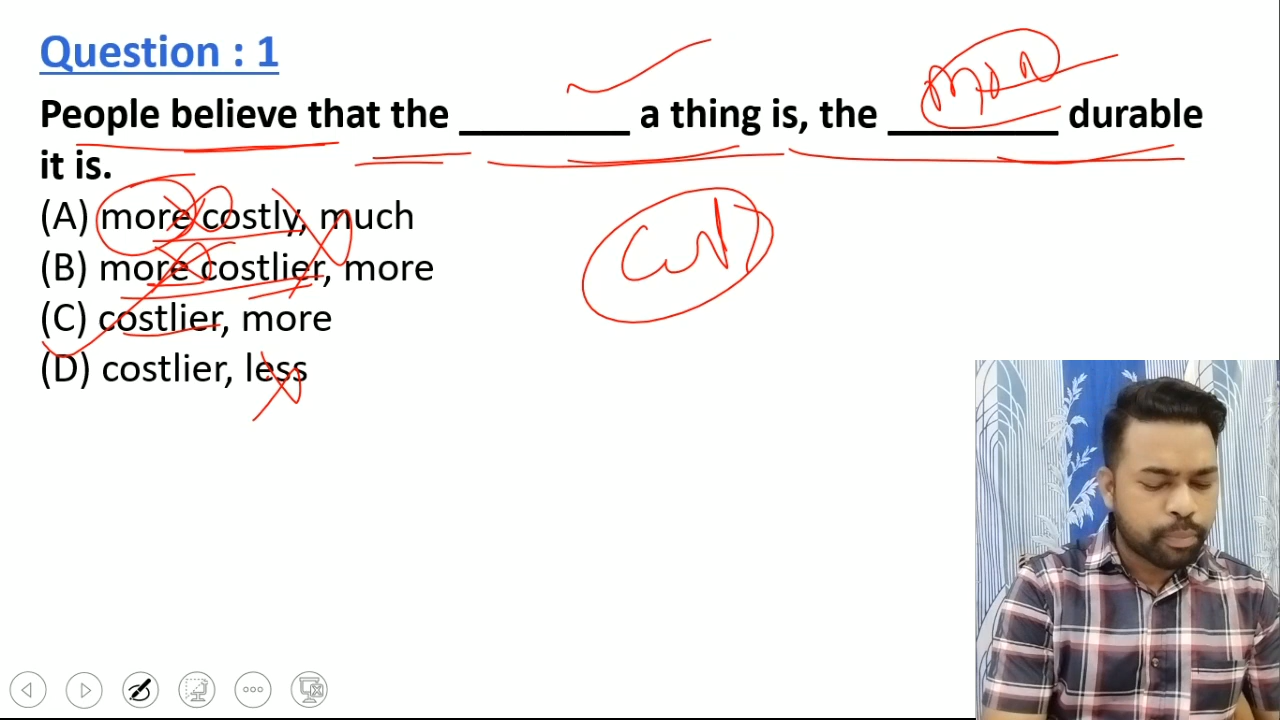 Question : 1
People believe that the _________ a thing is, the _________ durable
it is.
(A) more costly, much
(B) more costlier, more
(C) costlier, more
(D) costlier, less